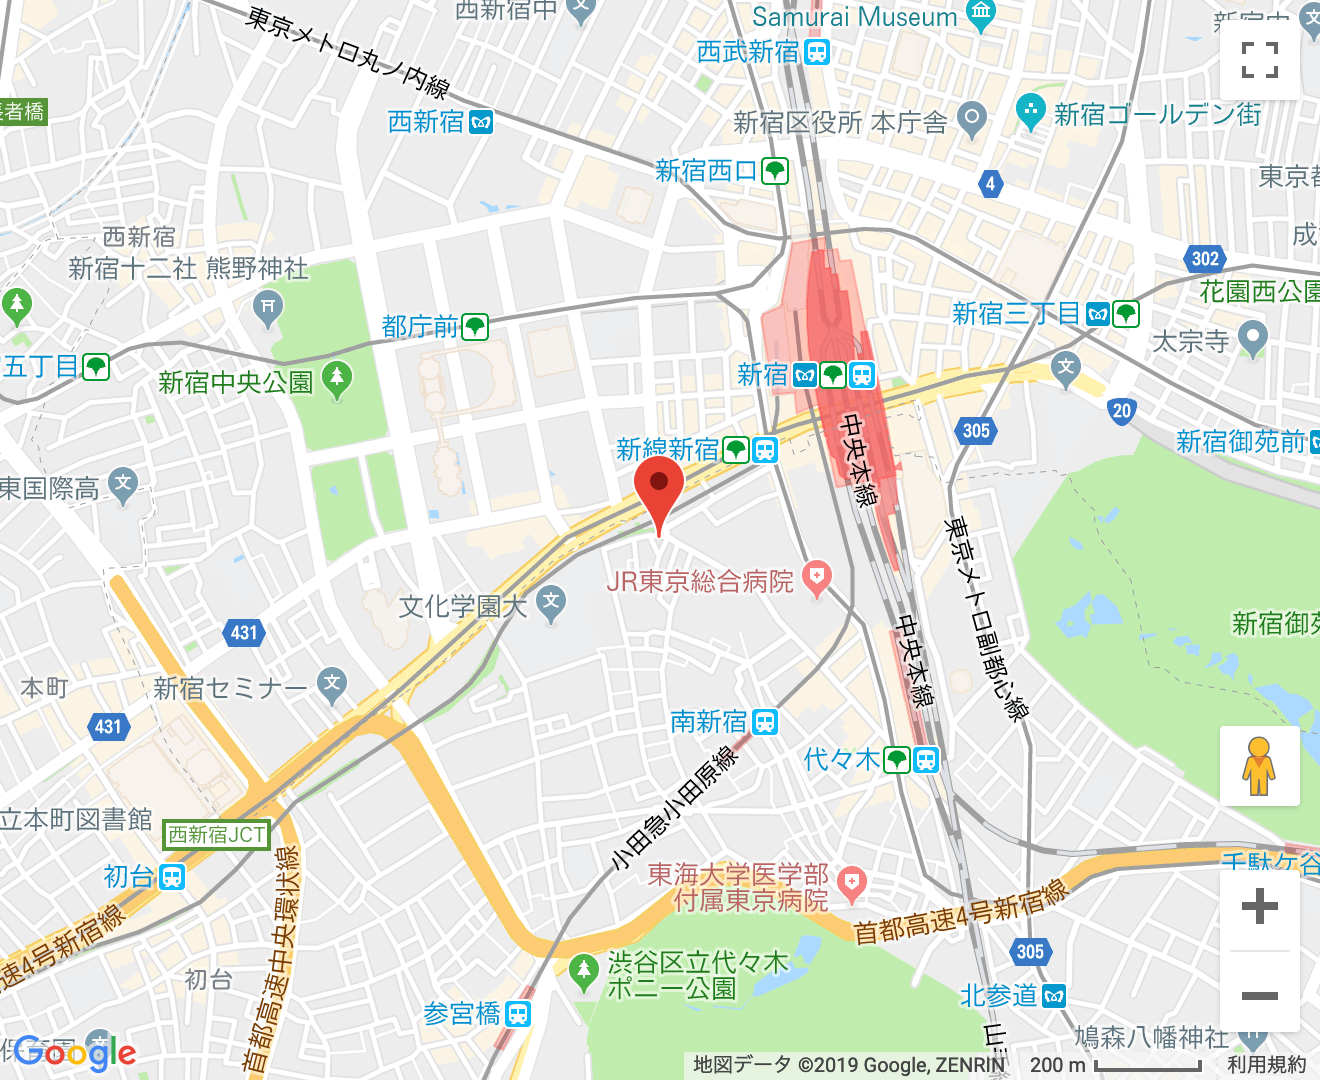 西新宿中
Samurai Museum
東京メトロ丸ノ内線
西武新宿
西新宿
新宿区役所 本庁舎
新宿ゴールデン街
新宿西口
4
西新宿
新宿十二社 熊野神社
302
都庁前
新宿三丁目
花園西公園
太宗寺
五丁目
新宿中央公園
新宿
20
305
新線新宿
新宿御苑前
中央本線
東国際高
東京メトロ副都心線
JR東京総合病院
文化学園大
431
新宿御苑
中央本線
本町
新宿セミナー
431
南新宿
代々木
小田急小田原線
立本町図書館
西新宿JCT
初台
千駄ケ谷
東海大学医学部
付属東京病院
首都高速4号新宿線
速4号新宿線
首都高速中央環状線
305
初台
渋谷区立代々木
ポニー公園
北参道
参宮橋
鳩森八幡神社
Google
地図データ ©2019 Google, ZENRIN
200 m
利用規約